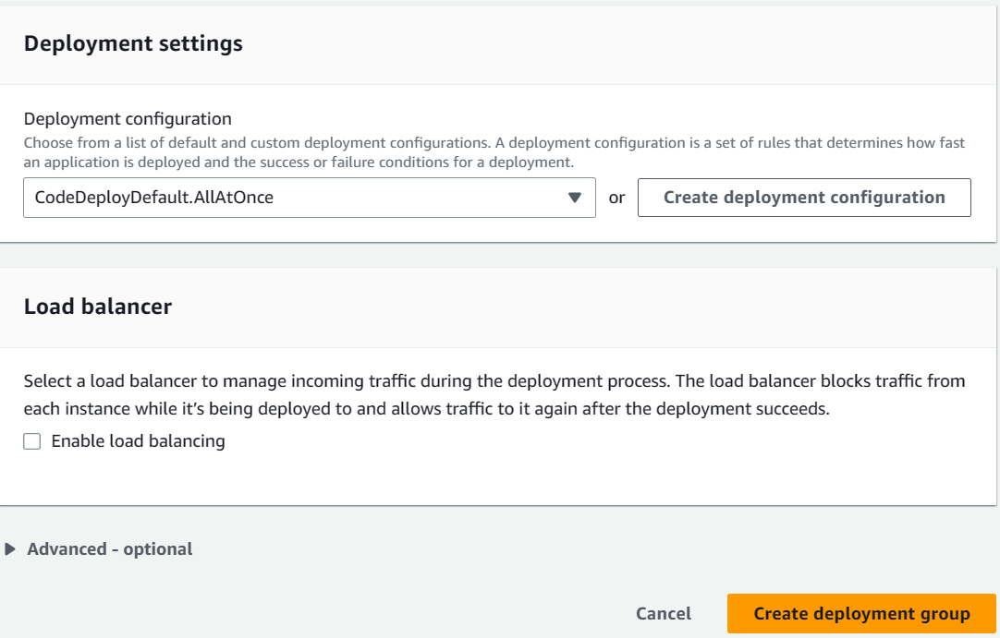 Deployment settings
Deployment configuration
Choose from a list of default and custom deployment configurations. A deployment configuration is a set of rules that determines how fast
an application is deployed and the success or failure conditions for a deployment.
CodeDeployDefault.AllAtOnce or Create deployment configuration
Load balancer
Select a load balancer to manage incoming traffic during the deployment process. The load balancer blocks traffic from
each instance while it’s being deployed to and allows traffic to it again after the deployment succeeds.
Enable load balancing
Advanced - optional
Cancel Create deployment group